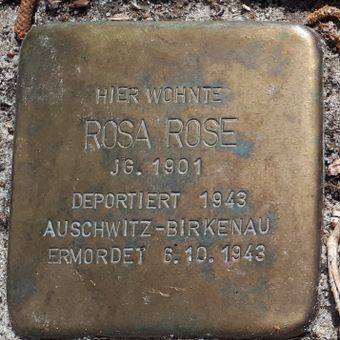 HIER WOHNTE
ROSA ROSE
JG. 1901
DEPORTIERT 1943
AUSCHWITZ-BIRKENAU
ERMORDET 6.10.1943